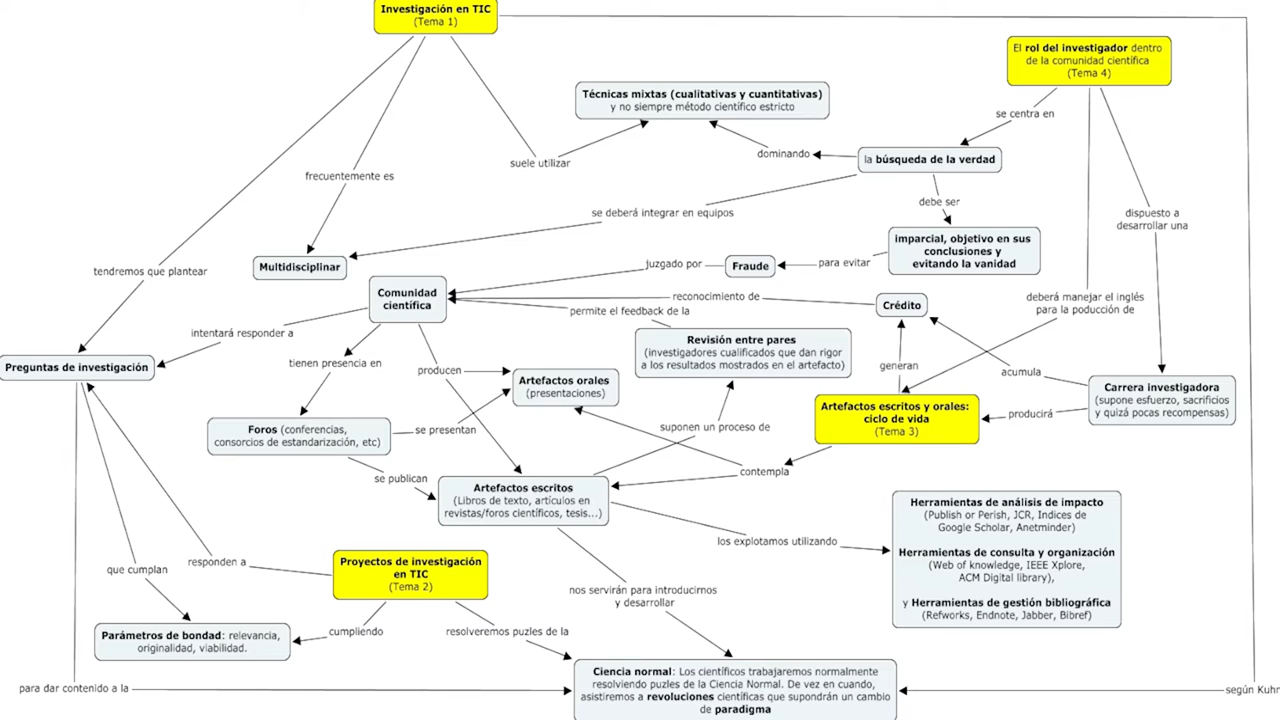 Investigación en TIC
(Tema 1)
El rol del investigador dentro
de la comunidad científica
(Tema 4)
Técnicas mixtas (cualitativas y cuantitativas)
y no siempre método científico estricto
se centra en
suele utilizar
dominando
la búsqueda de la verdad
frecuentemente es
debe ser
se deberá integrar en equipos
dispuesto a
desarrollar una
imparcial, objetivo en sus
conclusiones y
evitando la vanidad
Multidisciplinar
tendremos que plantear
juzgado por
Fraude
para evitar
Comunidad
científica
reconocimiento de
Crédito
deberá manejar el inglés
para la poducción de
permite el feedback de la
intentará responder a
Revisión entre pares
(investigadores cualificados que dan rigor
a los resultados mostrados en el artefacto)
tienen presencia en
Preguntas de investigación
producen
generan
acumula
Artefactos orales
(presentaciones)
Carrera investigadora
(supone esfuerzo, sacrificios
y quizá pocas recompensas)
Artefactos escritos y orales:
ciclo de vida
(Tema 3)
producirá
Foros (conferencias,
consorcios de estandarización, etc)
se presentan
suponen un proceso de
contempla
se publican
Artefactos escritos
(Libros de texto, artículos en
revistas/foros científicos, tesis...)
Herramientas de análisis de impacto
(Publish or Perish, JCR, Indices de
Google Scholar, Anetminder)
Herramientas de consulta y organización
(Web of knowledge, IEEE Xplore,
ACM Digital library),
y Herramientas de gestión bibliográfica
(Refworks, Endnote, Jabber, Bibref)
los explotamos utilizando
responden a
que cumplan
Proyectos de investigación
en TIC
(Tema 2)
nos servirán para introducirnos
y desarrollar
Parámetros de bondad: relevancia,
originalidad, viabilidad.
cumpliendo
resolveremos puzles de la
Ciencia normal: Los científicos trabajaremos normalmente
resolviendo puzles de la Ciencia Normal. De vez en cuando,
asistiremos a revoluciones científicas que supondrán un cambio
de paradigma
para dar contenido a la
según Kuhn